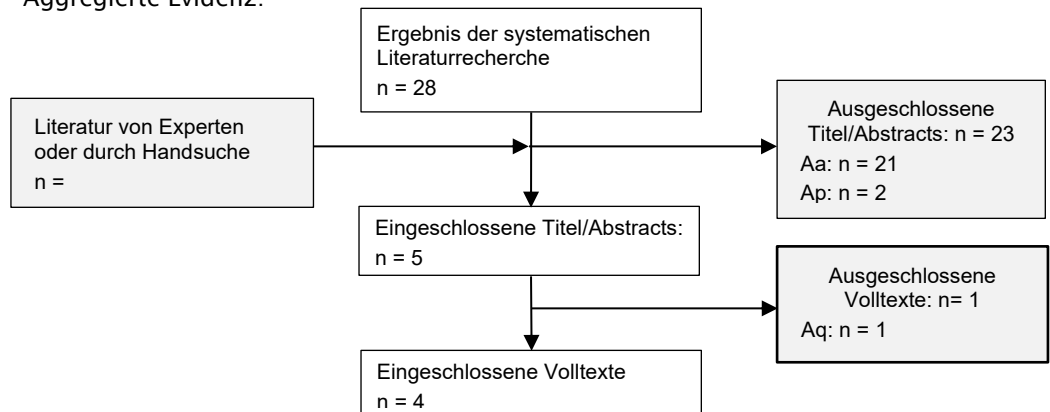 Aggregierte Evidenz:
Ergebnis der systematischen
Literaturrecherche
n = 28
Literatur von Experten
oder durch Handsuche
n =
Ausgeschlossene
Titel/Abstracts: n = 23
Aa: n = 21
Ap: n = 2
Eingeschlossene Titel/Abstracts:
n = 5
Ausgeschlossene
Volltexte: n= 1
Aq: n = 1
Eingeschlossene Volltexte
n = 4